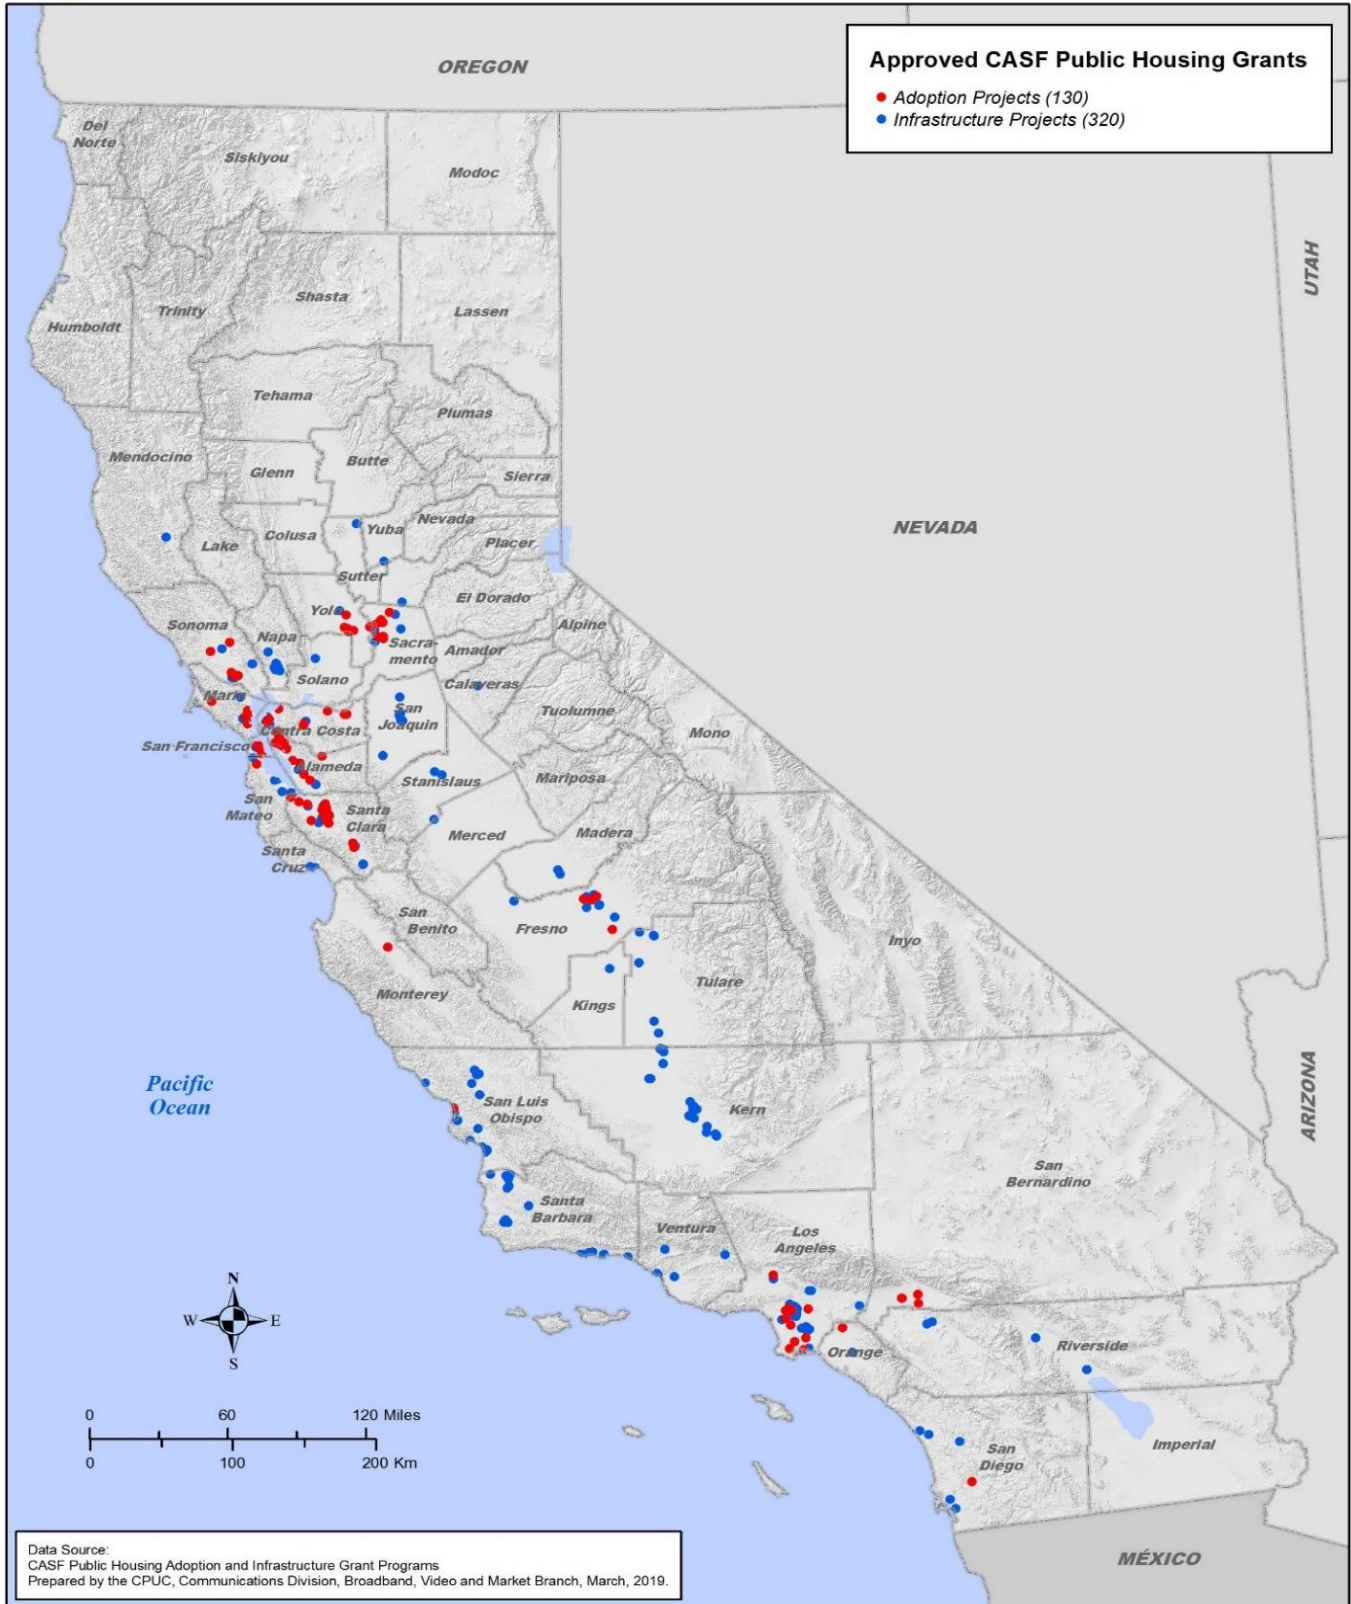 Approved CASF Public Housing Grants
Adoption Projects (130)
Infrastructure Projects (320)
OREGON
Del
Norte
Siskiyou
Modoc
UTAH
Shasta
Trinity
Lassen
Humboldt
Tehama
Plumas
Mendocino
Butte
Glenn
Sierra
Nevada
Yuba
NEVADA
Colusa
Lake
Placer
Sutter
El Dorado
Yolo
Sonoma
Napa
Alpine
Sacra-
mento
Amador
Solano
Calaveras
Marin
San
Joaquin
Tuolumne
Contra Costa
Mono
San Francisco
Alameda
Stanislaus
Mariposa
San
Mateo
Santa
Clara
Merced
Madera
Santa
Cruz
San
Benito
Fresno
Inyo
Tulare
Monterey
Kings
Pacific
Ocean
San Luis
Obispo
Kern
ARIZONA
San
Bernardino
Santa
Barbara
Ventura
Los
Angeles
N
W
E
S
Orange
Riverside
0 60 120 Miles
0 100 200 Km
San
Diego
Imperial
MÉXICO
Data Source:
CASF Public Housing Adoption and Infrastructure Grant Programs
Prepared by the CPUC, Communications Division, Broadband, Video and Market Branch, March, 2019.